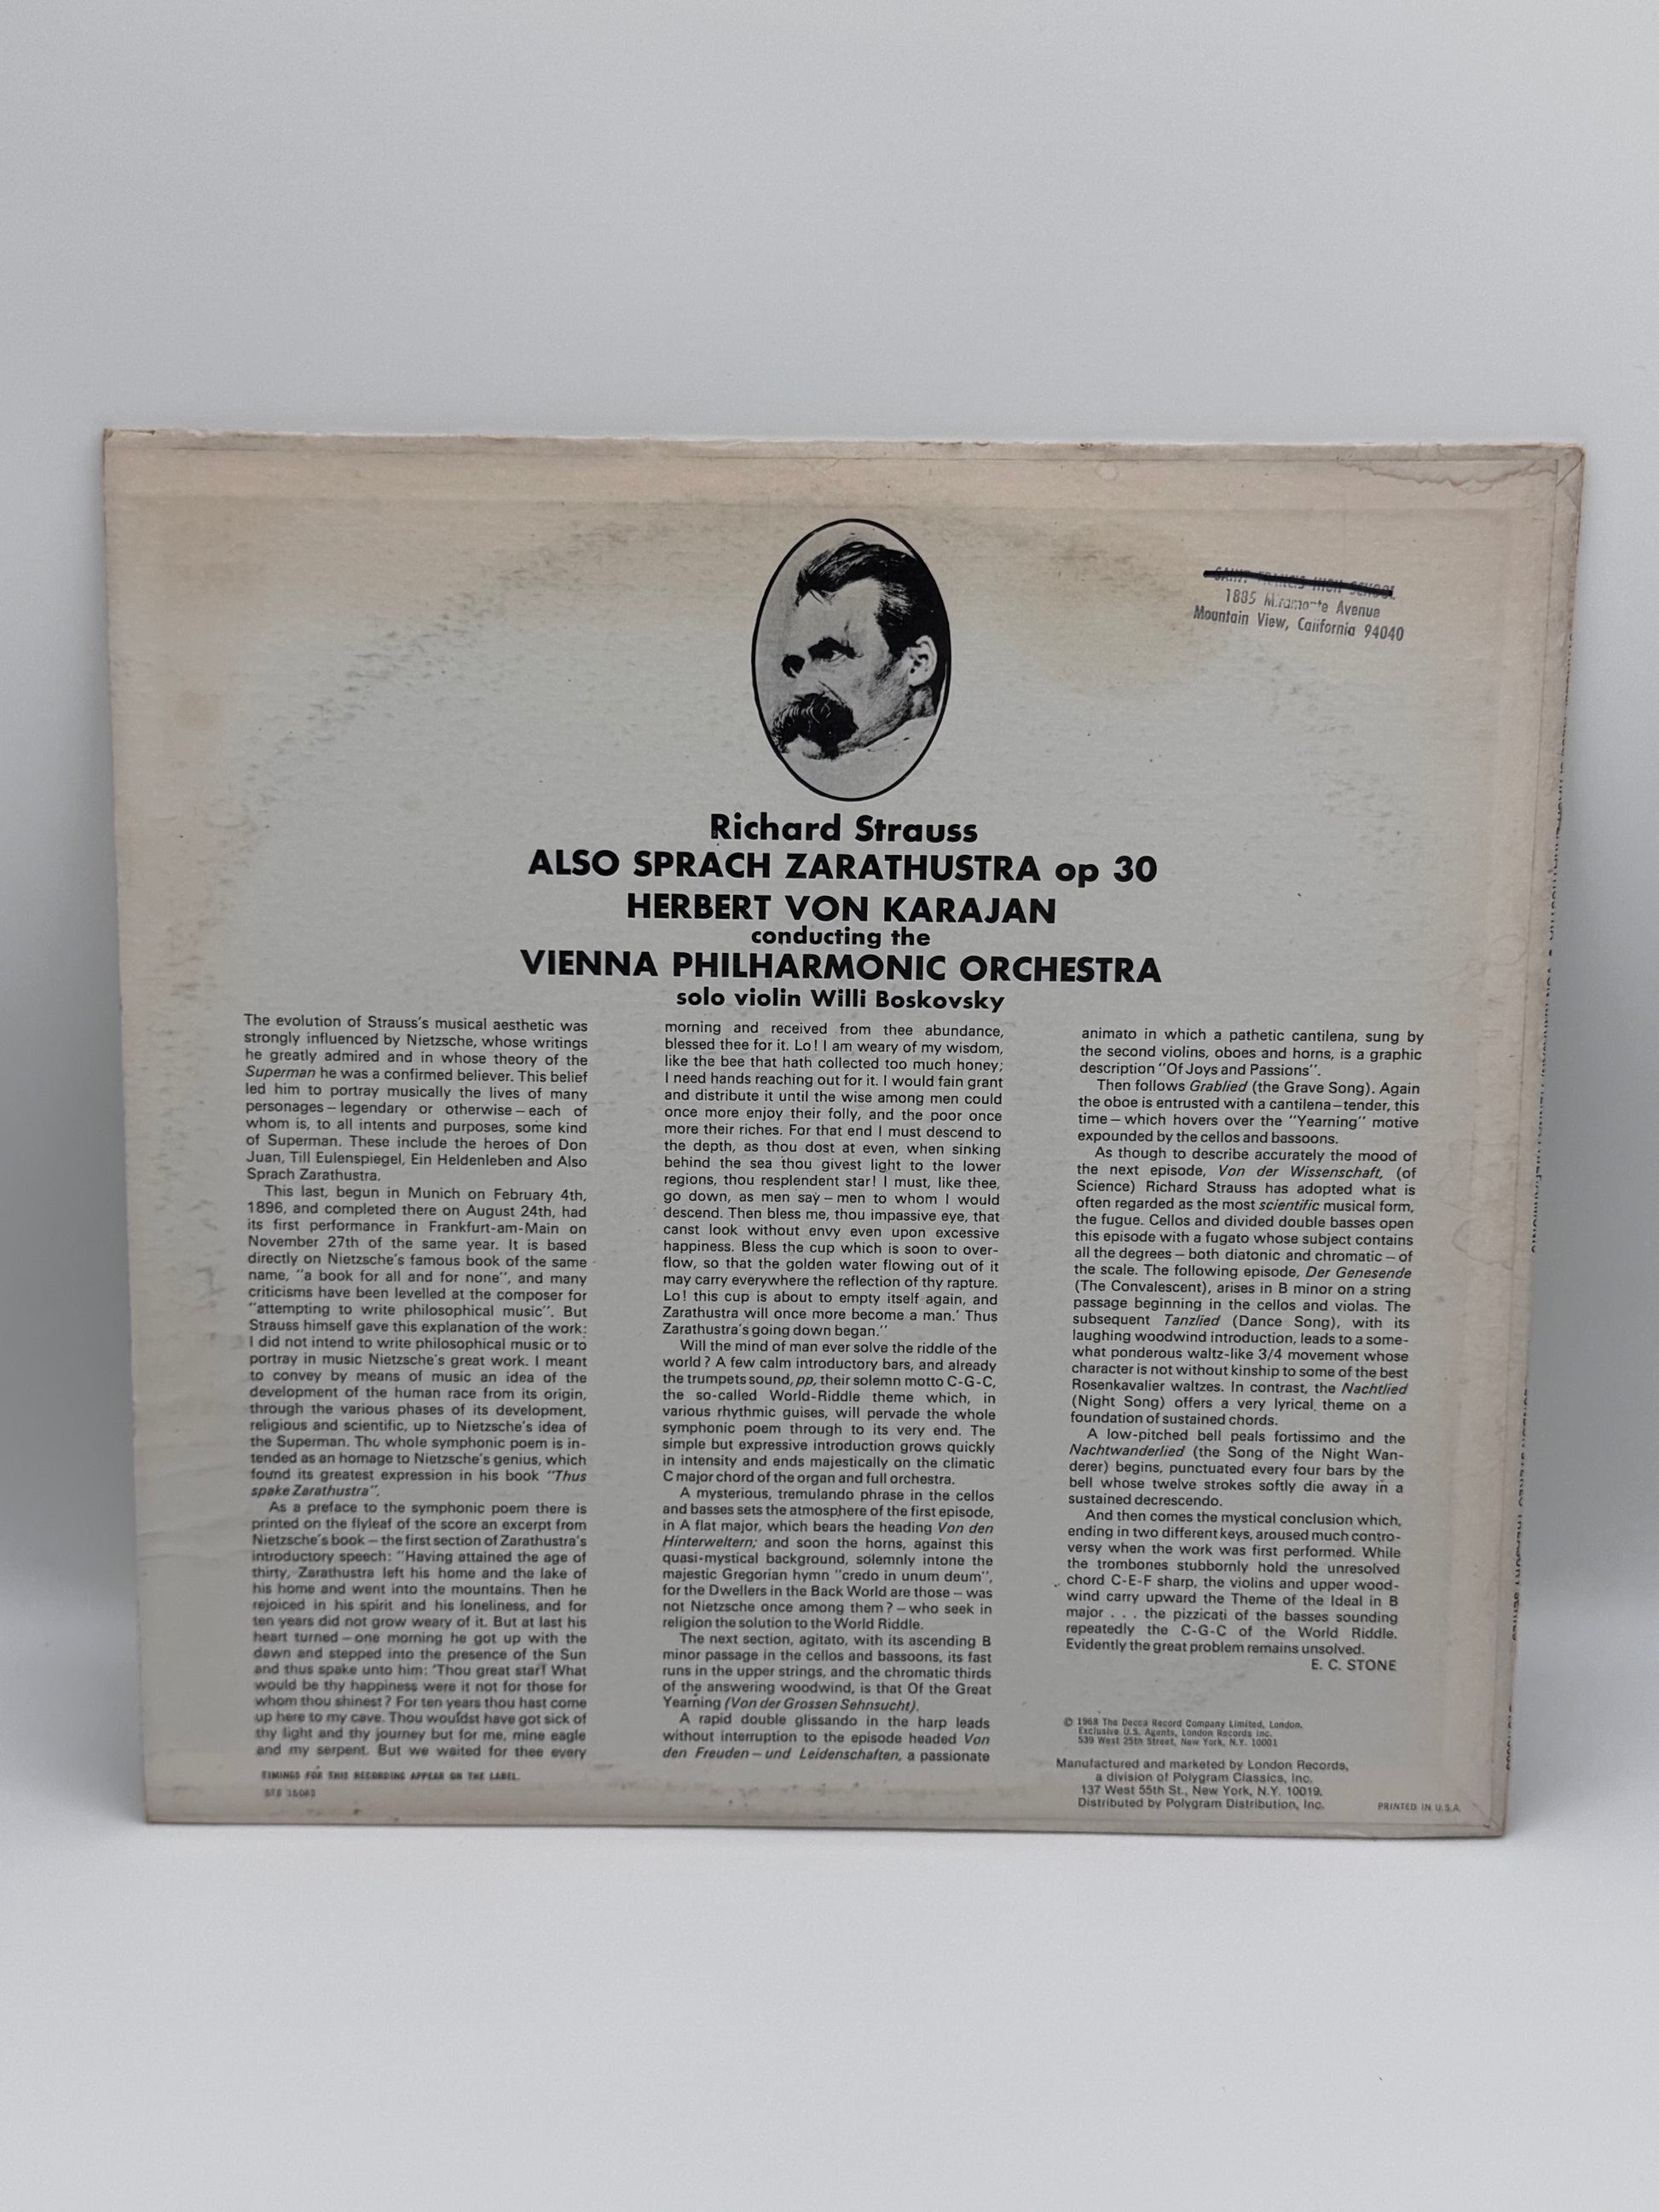 SAINT FRANCIS HIGH SCHOOL
1885 Miramonte Avenue
Mountain View, California 94040
Richard Strauss
ALSO SPRACH ZARATHUSTRA op 30
HERBERT VON KARAJAN
conducting the
VIENNA PHILHARMONIC ORCHESTRA
solo violin Willi Boskovsky
The evolution of Strauss's musical aesthetic was
strongly influenced by Nietzsche, whose writings
he greatly admired and in whose theory of the
Superman he was a confirmed believer. This belief
led him to portray musically the lives of many
personages – legendary or otherwise – each of
whom is, to all intents and purposes, some kind
of Superman. These include the heroes of Don
Juan, Till Eulenspiegel, Ein Heldenleben and Also
Sprach Zarathustra.
This last, begun in Munich on February 4th,
1896, and completed there on August 24th, had
its first performance in Frankfurt-am-Main on
November 27th of the same year. It is based
directly on Nietzsche's famous book of the same
name, "a book for all and for none", and many
criticisms have been levelled at the composer for
"attempting to write philosophical music". But
Strauss himself gave this explanation of the work:
I did not intend to write philosophical music or to
portray in music Nietzsche's great work. I meant
to convey by means of music an idea of the
development of the human race from its origin,
through the various phases of its development,
religious and scientific, up to Nietzsche's idea of
the Superman. The whole symphonic poem is in-
tended as an homage to Nietzsche's genius, which
found its greatest expression in his book "Thus
spake Zarathustra".
As a preface to the symphonic poem there is
printed on the flyleaf of the score an excerpt from
Nietzsche's book – the first section of Zarathustra's
introductory speech: "Having attained the age of
thirty, Zarathustra left his home and the lake of
his home and went into the mountains. Then he
rejoiced in his spirit and his loneliness, and for
ten years did not grow weary of it. But at last his
heart turned – one morning he got up with the
dawn and stepped into the presence of the Sun
and thus spake unto him: 'Thou great star! What
would be thy happiness were it not for those for
whom thou shinest? For ten years thou hast come
up here to my cave. Thou wouldst have got sick of
thy light and thy journey but for me, mine eagle
and my serpent. But we waited for thee every
TIMINGS FOR THIS RECORDING APPEAR ON THE LABEL.
STS 15083
morning and received from thee abundance,
blessed thee for it. Lo! I am weary of my wisdom,
like the bee that hath collected too much honey;
I need hands reaching out for it. I would fain grant
and distribute it until the wise among men could
once more enjoy their folly, and the poor once
more their riches. For that end I must descend to
the depth, as thou dost at even, when sinking
behind the sea thou givest light to the lower
regions, thou resplendent star! I must, like thee,
go down, as men say – men to whom I would
descend. Then bless me, thou impassive eye, that
canst look without envy even upon excessive
happiness. Bless the cup which is soon to over-
flow, so that the golden water flowing out of it
may carry everywhere the reflection of thy rapture.
Lo! this cup is about to empty itself again, and
Zarathustra will once more become a man.' Thus
Zarathustra's going down began."
Will the mind of man ever solve the riddle of the
world? A few calm introductory bars, and already
the trumpets sound, pp, their solemn motto C-G-C,
the so-called World-Riddle theme which, in
various rhythmic guises, will pervade the whole
symphonic poem through to its very end. The
simple but expressive introduction grows quickly
in intensity and ends majestically on the climatic
C major chord of the organ and full orchestra.
A mysterious, tremulando phrase in the cellos
and basses sets the atmosphere of the first episode,
in A flat major, which bears the heading Von den
Hinterweltern; and soon the horns, against this
quasi-mystical background, solemnly intone the
majestic Gregorian hymn "credo in unum deum",
for the Dwellers in the Back World are those – was
not Nietzsche once among them? – who seek in
religion the solution to the World Riddle.
The next section, agitato, with its ascending B
minor passage in the cellos and bassoons, its fast
runs in the upper strings, and the chromatic thirds
of the answering woodwind, is that Of the Great
Yearning (Von der Grossen Sehnsucht).
A rapid double glissando in the harp leads
without interruption to the episode headed Von
den Freuden – und Leidenschaften, a passionate
animato in which a pathetic cantilena, sung by
the second violins, oboes and horns, is a graphic
description "Of Joys and Passions".
Then follows Grablied (the Grave Song). Again
the oboe is entrusted with a cantilena – tender, this
time – which hovers over the "Yearning" motive
expounded by the cellos and bassoons.
As though to describe accurately the mood of
the next episode, Von der Wissenschaft, (of
Science) Richard Strauss has adopted what is
often regarded as the most scientific musical form,
the fugue. Cellos and divided double basses open
this episode with a fugato whose subject contains
all the degrees – both diatonic and chromatic – of
the scale. The following episode, Der Genesende
(The Convalescent), arises in B minor on a string
passage beginning in the cellos and violas. The
subsequent Tanzlied (Dance Song), with its
laughing woodwind introduction, leads to a some-
what ponderous waltz-like 3/4 movement whose
character is not without kinship to some of the best
Rosenkavalier waltzes. In contrast, the Nachtlied
(Night Song) offers a very lyrical theme on a
foundation of sustained chords.
A low-pitched bell peals fortissimo and the
Nachtwanderlied (the Song of the Night Wan-
derer) begins, punctuated every four bars by the
bell whose twelve strokes softly die away in a
sustained decrescendo.
And then comes the mystical conclusion which,
ending in two different keys, aroused much contro-
versy when the work was first performed. While
the trombones stubbornly hold the unresolved
chord C-E-F sharp, the violins and upper wood-
wind carry upward the Theme of the Ideal in B
major . . . the pizzicati of the basses sounding
repeatedly the C-G-C of the World Riddle.
Evidently the great problem remains unsolved.
E. C. STONE
© 1968 The Decca Record Company Limited, London.
Exclusive U.S. Agents, London Records Inc.
539 West 25th Street, New York, N.Y. 10001
Manufactured and marketed by London Records,
a division of Polygram Classics, Inc.
137 West 55th St., New York, N.Y. 10019.
Distributed by Polygram Distribution, Inc.
PRINTED IN U.S.A.